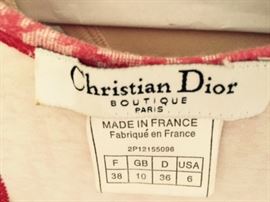 Christian Dior
BOUTIQUE
PARIS
MADE IN FRANCE
Fabriqué en France
2P12155096
F GB D USA
38 10 36 6